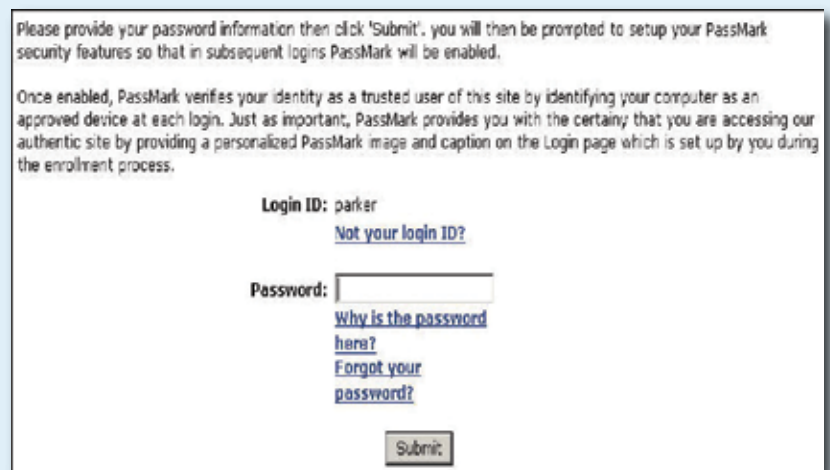 Please provide your password information then click 'Submit'. you will then be prompted to setup your PassMark
security features so that in subsequent logins PassMark will be enabled.
Once enabled, PassMark verifies your identity as a trusted user of this site by identifying your computer as an
approved device at each login. Just as important, PassMark provides you with the certainy that you are accessing our
authentic site by providing a personalized PassMark image and caption on the Login page which is set up by you during
the enrollment process.
Login ID: parker
Not your login ID?
Password:
Why is the password
here?
Forgot your
password?
Submit